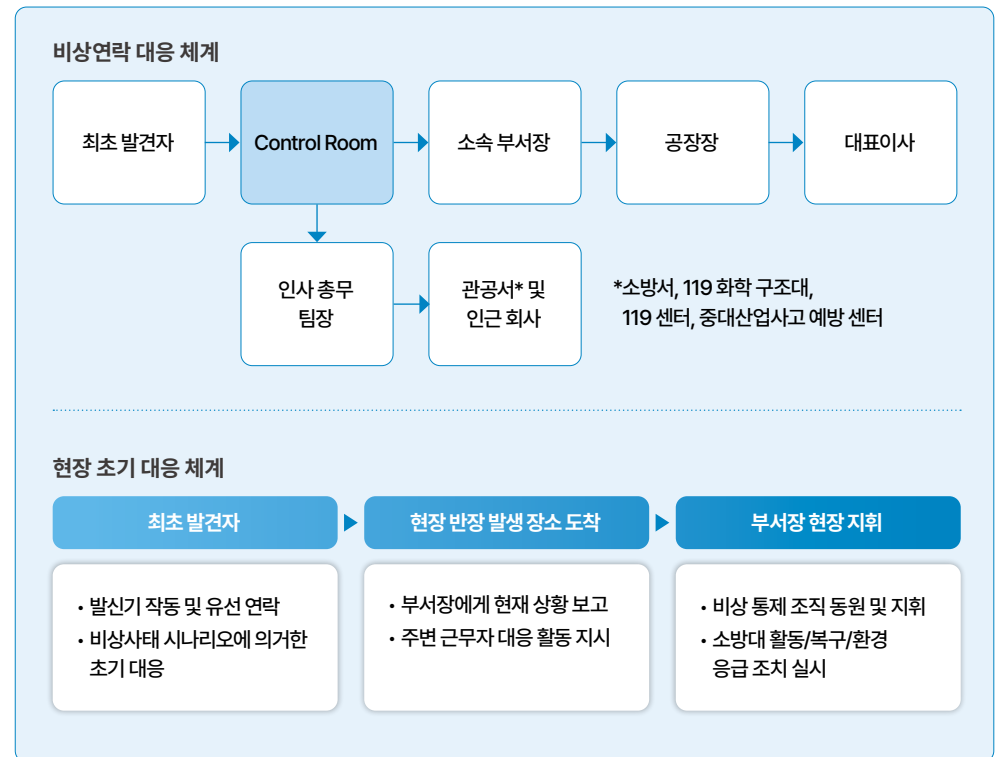 비상연락 대응 체계
최초 발견자
Control Room
소속 부서장
공장장
대표이사
인사 총무
팀장
관공서* 및
인근 회사
*소방서, 119 화학 구조대,
119 센터, 중대산업사고 예방 센터
현장 초기 대응 체계
최초 발견자
현장 반장 발생 장소 도착
부서장 현장 지휘
• 발신기 작동 및 유선 연락
• 비상사태 시나리오에 의거한
초기 대응
• 부서장에게 현재 상황 보고
• 주변 근무자 대응 활동 지시
• 비상 통제 조직 동원 및 지휘
• 소방대 활동/복구/환경
응급 조치 실시